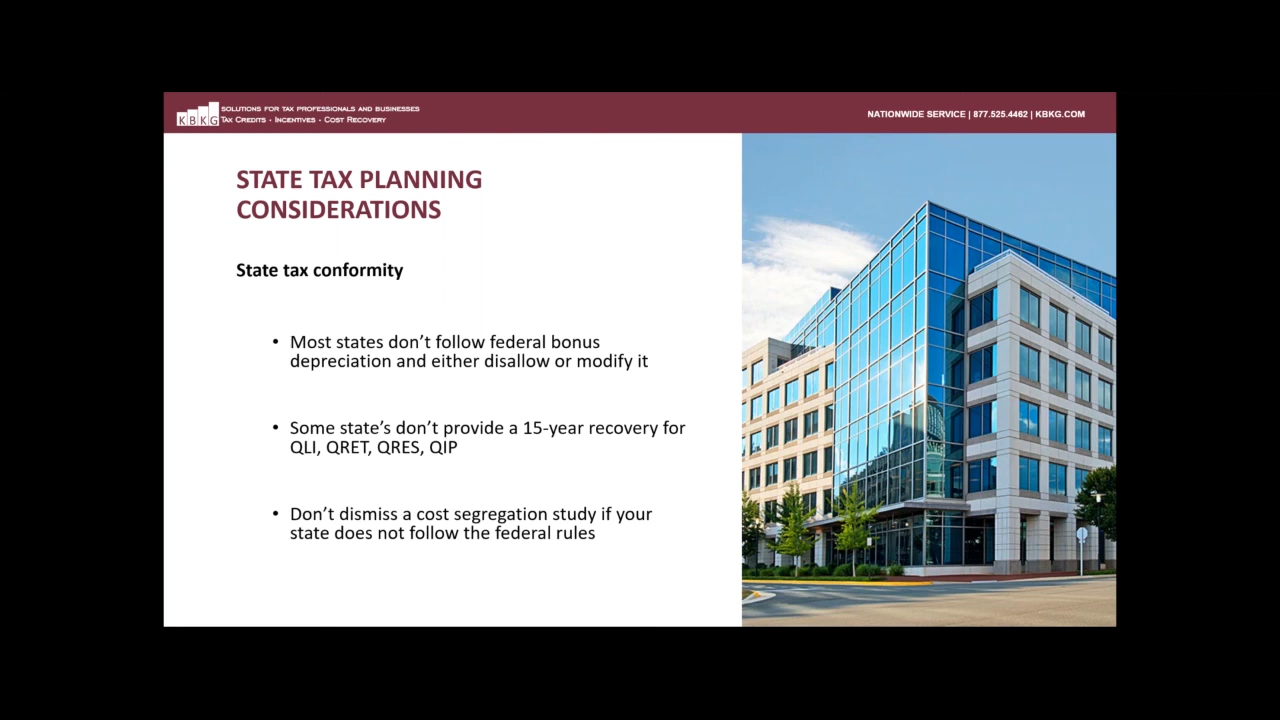 KBKG
SOLUTIONS FOR TAX PROFESSIONALS AND BUSINESSES
TAX CREDITS • INCENTIVES • COST RECOVERY
NATIONWIDE SERVICE | 877.525.4462 | KBKG.COM
STATE TAX PLANNING
CONSIDERATIONS
State tax conformity
• Most states don’t follow federal bonus
depreciation and either disallow or modify it
• Some state’s don’t provide a 15-year recovery for
QLI, QRET, QRES, QIP
• Don’t dismiss a cost segregation study if your
state does not follow the federal rules